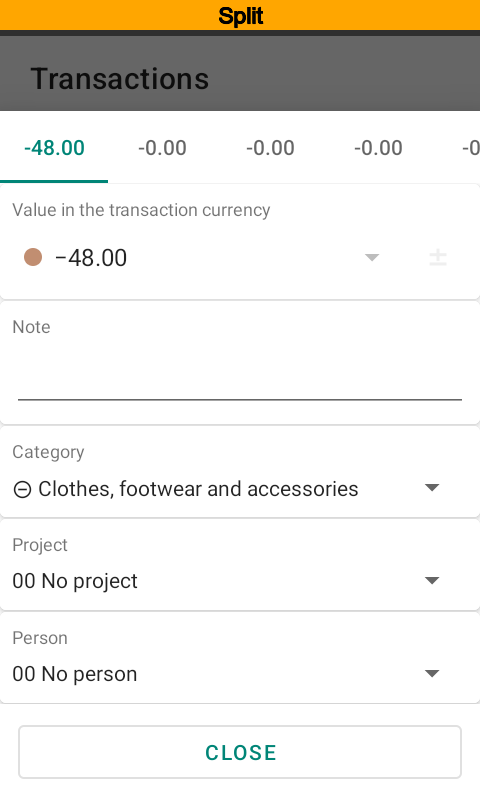 Split
Transactions
-48.00 -0.00 -0.00 -0.00 -0
Value in the transaction currency
−48.00 ±
Note
Category
Clothes, footwear and accessories
Project
00 No project
Person
00 No person
CLOSE